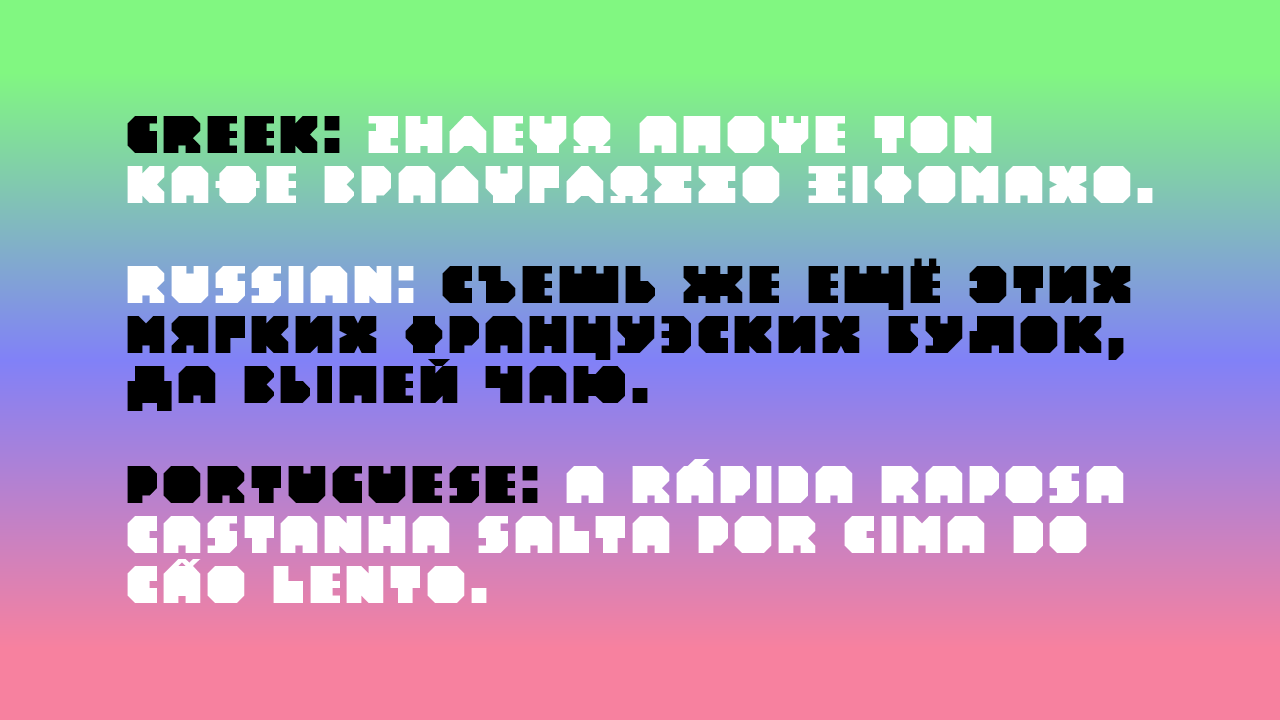 GREEK: ΖΗΛΕΥΩ ΑΠΟΨΕ ΤΟΝ
ΚΑΘΕ ΒΡΑΔΥΓΛΩΣΣΟ ΞΙΦΟΜΑΧΟ.
RUSSIAN: СЪЕШЬ ЖЕ ЕЩЁ ЭТИХ
МЯГКИХ ФРАНЦУЗСКИХ БУЛОК,
ДА ВЫПЕЙ ЧАЮ.
PORTUGUESE: A RÁPIDA RAPOSA
CASTANHA SALTA POR CIMA DO
CÃO LENTO.